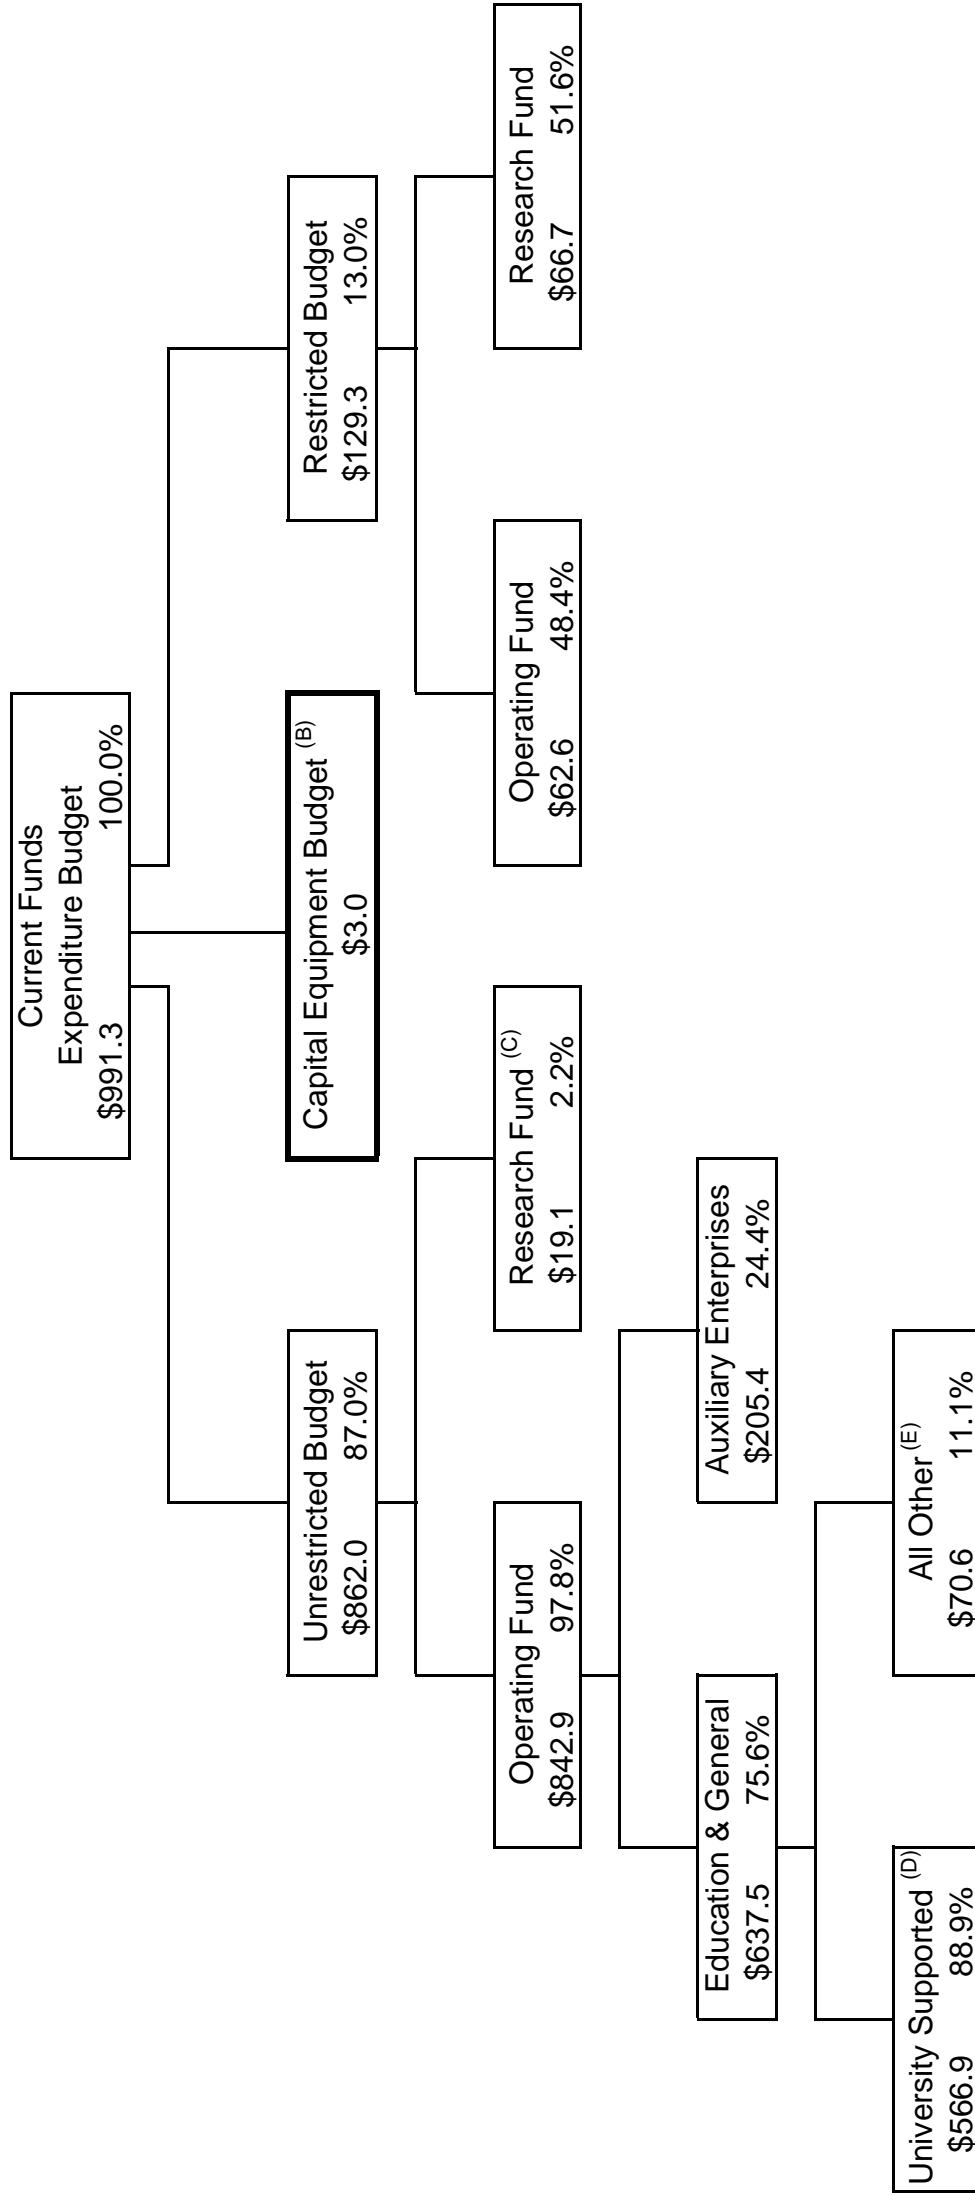 Current Funds
Expenditure Budget
$991.3 100.0%
Unrestricted Budget
$862.0 87.0%
Capital Equipment Budget (B)
$3.0
Restricted Budget
$129.3 13.0%
Operating Fund
$842.9 97.8%
Research Fund (C)
$19.1 2.2%
Operating Fund
$62.6 48.4%
Research Fund
$66.7 51.6%
Education & General
$637.5 75.6%
Auxiliary Enterprises
$205.4 24.4%
University Supported (D)
$566.9 88.9%
All Other (E)
$70.6 11.1%